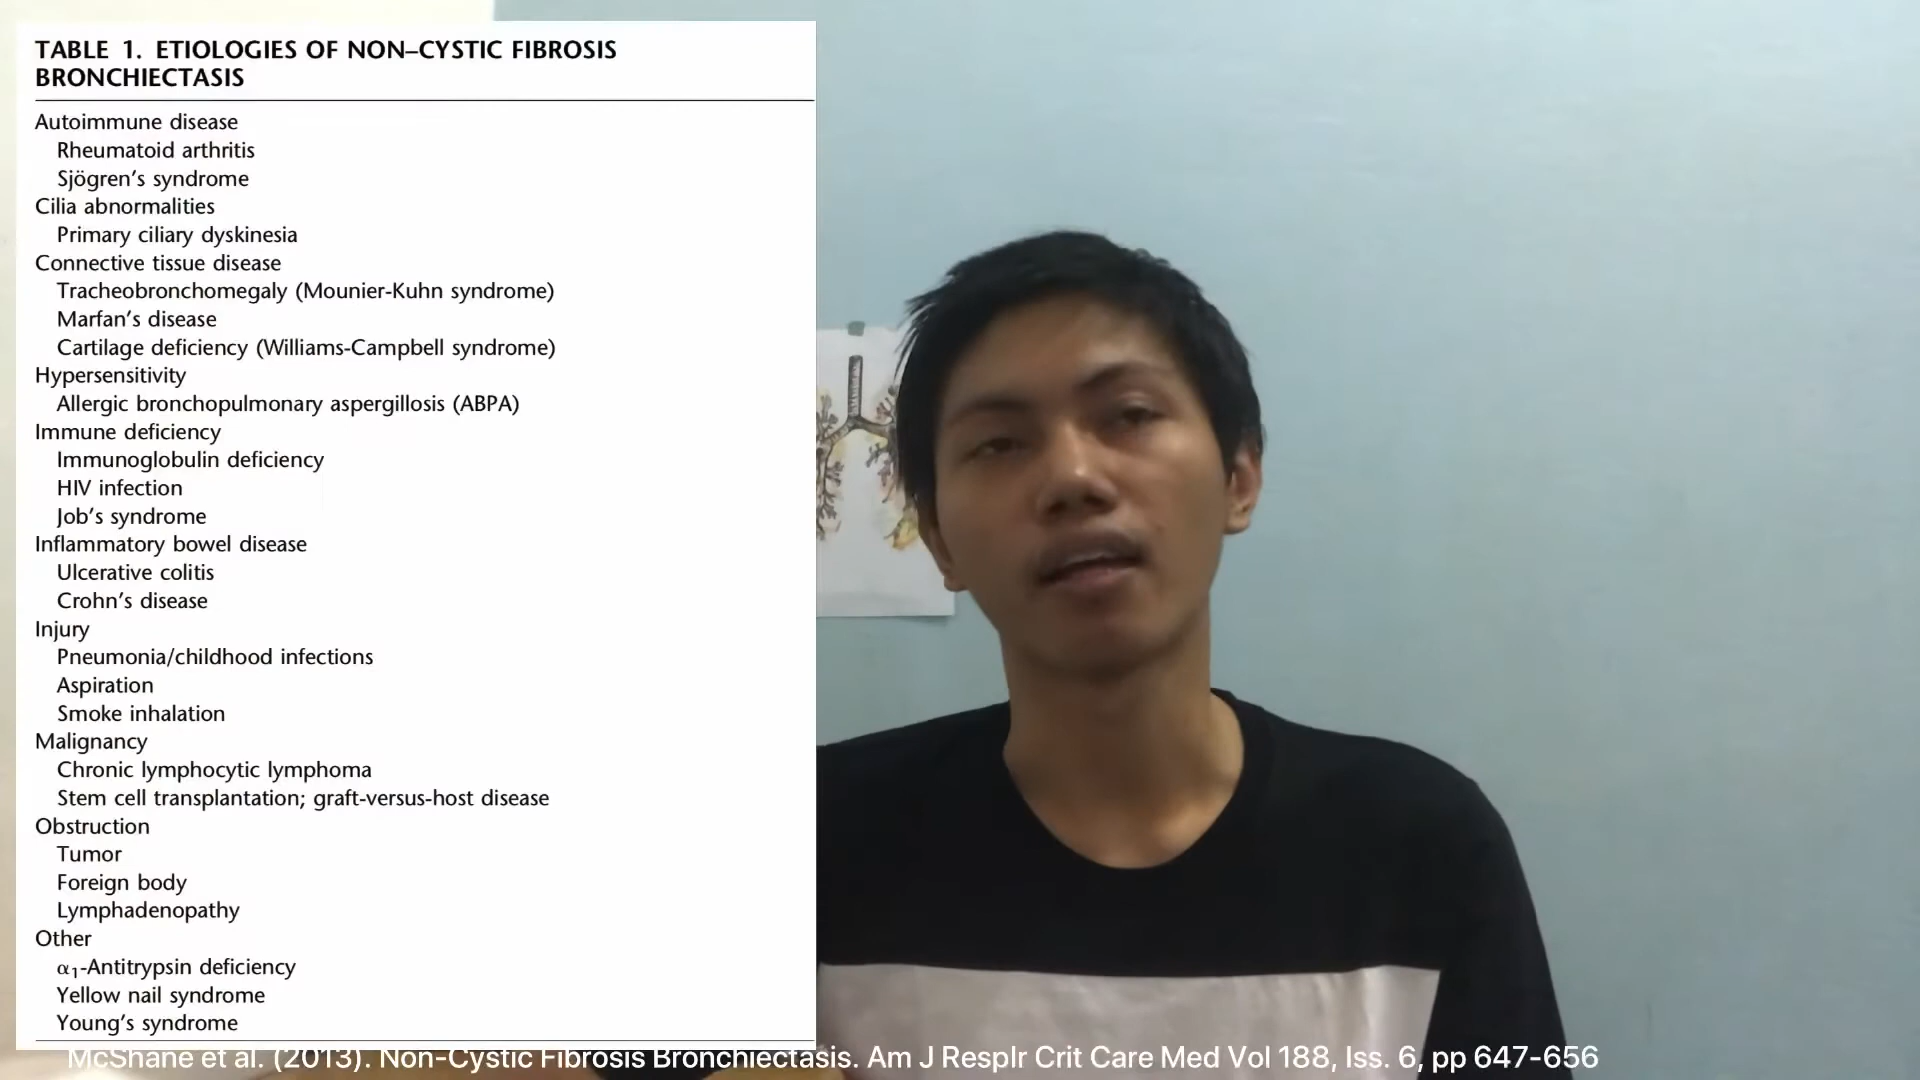 TABLE 1. ETIOLOGIES OF NON–CYSTIC FIBROSIS
BRONCHIECTASIS
Autoimmune disease
Rheumatoid arthritis
Sjögren’s syndrome
Cilia abnormalities
Primary ciliary dyskinesia
Connective tissue disease
Tracheobronchomegaly (Mounier-Kuhn syndrome)
Marfan’s disease
Cartilage deficiency (Williams-Campbell syndrome)
Hypersensitivity
Allergic bronchopulmonary aspergillosis (ABPA)
Immune deficiency
Immunoglobulin deficiency
HIV infection
Job’s syndrome
Inflammatory bowel disease
Ulcerative colitis
Crohn’s disease
Injury
Pneumonia/childhood infections
Aspiration
Smoke inhalation
Malignancy
Chronic lymphocytic lymphoma
Stem cell transplantation; graft-versus-host disease
Obstruction
Tumor
Foreign body
Lymphadenopathy
Other
α₁-Antitrypsin deficiency
Yellow nail syndrome
Young’s syndrome
McShane et al. (2013). Non-Cystic Fibrosis Bronchiectasis. Am J Respir Crit Care Med Vol 188, Iss. 6, pp 647-656